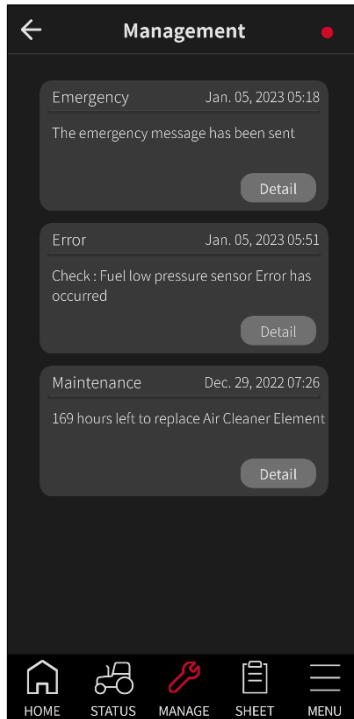 Management
Emergency Jan. 05, 2023 05:18
The emergency message has been sent
Detail
Error Jan. 05, 2023 05:51
Check : Fuel low pressure sensor Error has
occurred
Detail
Maintenance Dec. 29, 2022 07:26
169 hours left to replace Air Cleaner Element
Detail
HOME STATUS MANAGE SHEET MENU